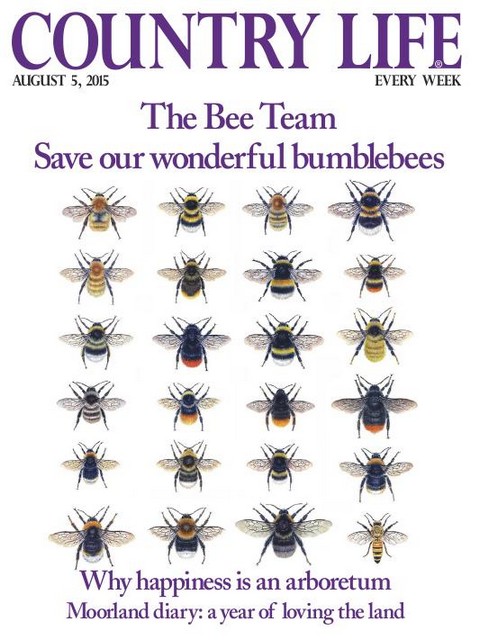 COUNTRY LIFE®
AUGUST 5, 2015 EVERY WEEK
The Bee Team
Save our wonderful bumblebees
Why happiness is an arboretum
Moorland diary: a year of loving the land